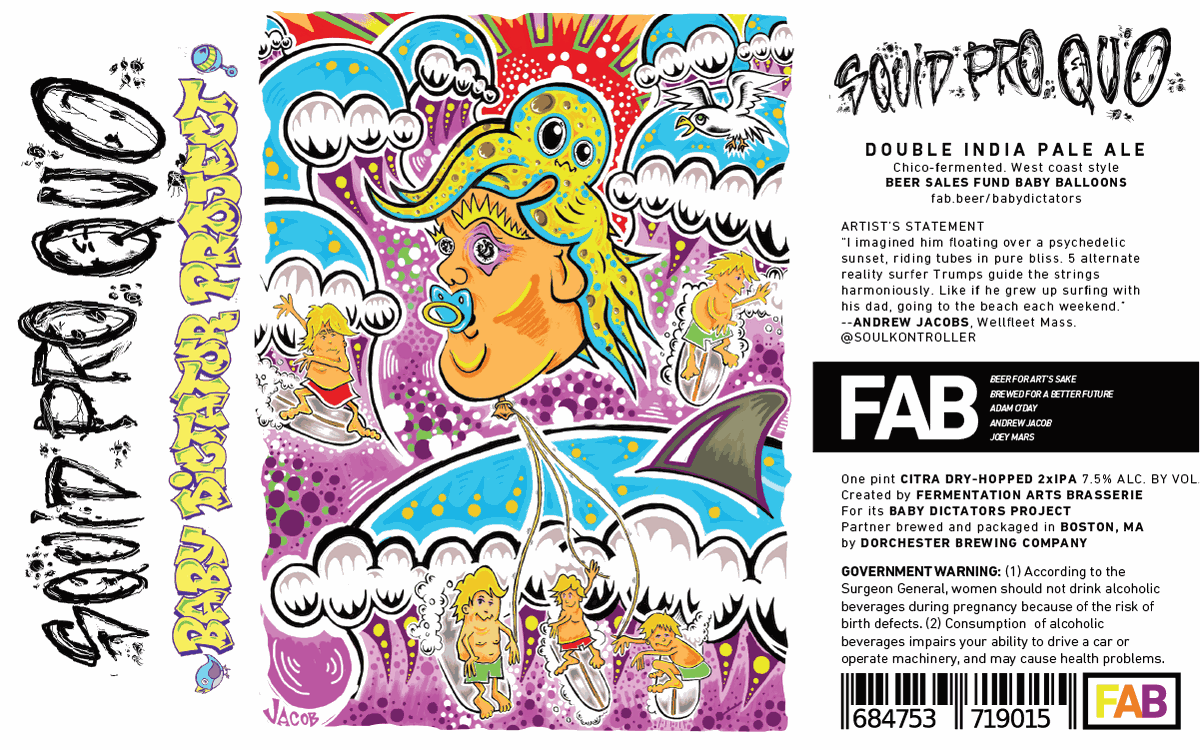 SQUID PRO QUO
BABY DICTATOR PROJECT!
JACOB
SQUID PRO QUO
DOUBLE INDIA PALE ALE
Chico-fermented. West coast style
BEER SALES FUND BABY BALLOONS
fab.beer/babydictators
ARTIST'S STATEMENT
"I imagined him floating over a psychedelic
sunset, riding tubes in pure bliss. 5 alternate
reality surfer Trumps guide the strings
harmoniously. Like if he grew up surfing with
his dad, going to the beach each weekend."
--ANDREW JACOBS, Wellfleet Mass.
@SOULKONTROLLER
FAB
BEER FOR ART'S SAKE
BREWED FOR A BETTER FUTURE
ADAM O'DAY
ANDREW JACOB
JOEY MARS
One pint CITRA DRY-HOPPED 2xIPA 7.5% ALC. BY VOL.
Created by FERMENTATION ARTS BRASSERIE
For its BABY DICTATORS PROJECT
Partner brewed and packaged in BOSTON, MA
by DORCHESTER BREWING COMPANY
GOVERNMENT WARNING: (1) According to the
Surgeon General, women should not drink alcoholic
beverages during pregnancy because of the risk of
birth defects. (2) Consumption of alcoholic
beverages impairs your ability to drive a car or
operate machinery, and may cause health problems.
684753 719015
FAB